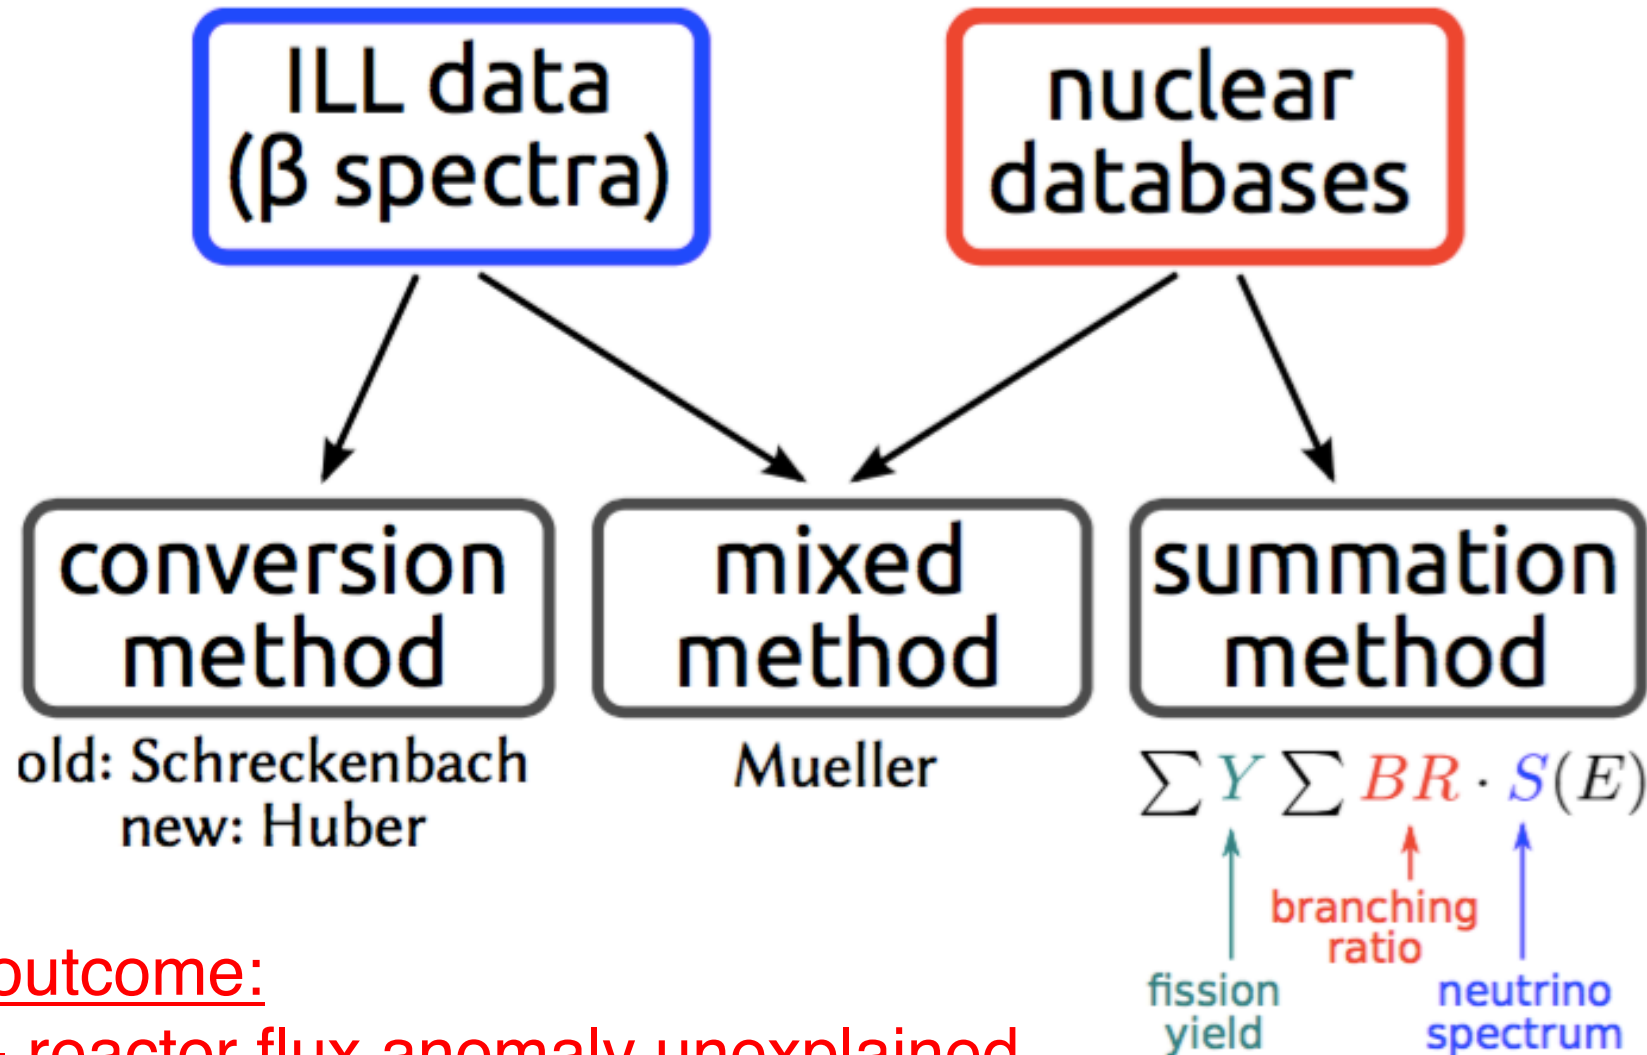 ILL data
(β spectra)
nuclear
databases
conversion
method
mixed
method
summation
method
old: Schreckenbach
new: Huber
Mueller
∑ Y ∑ BR · S(E)
branching
ratio
fission
yield
neutrino
spectrum
outcome:
reactor flux anomaly unexplained